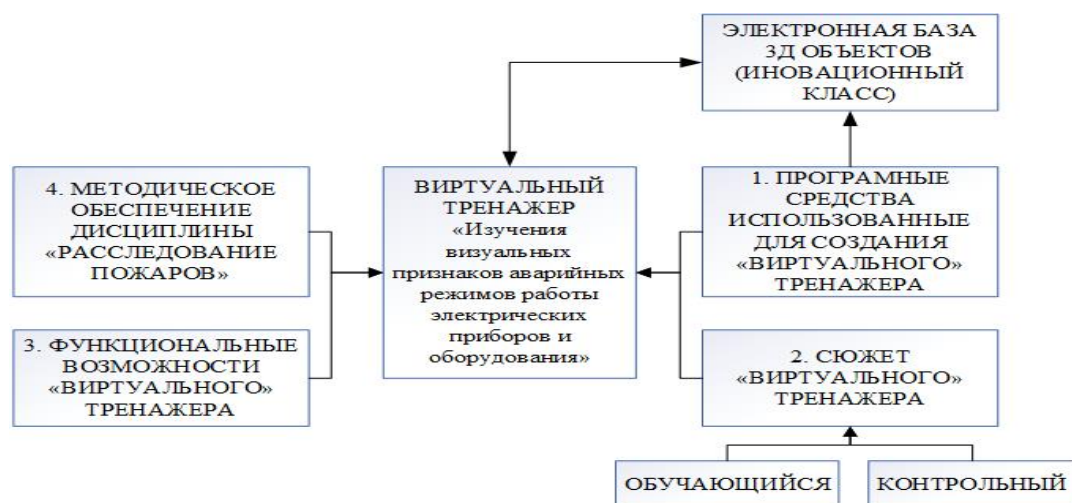 ЭЛЕКТРОННАЯ БАЗА
3Д ОБЪЕКТОВ
(ИНОВАЦИОННЫЙ
КЛАСС)
4. МЕТОДИЧЕСКОЕ
ОБЕСПЕЧЕНИЕ
ДИСЦИПЛИНЫ
«РАССЛЕДОВАНИЕ
ПОЖАРОВ»
ВИРТУАЛЬНЫЙ
ТРЕНАЖЕР
«Изучения
визуальных
признаков аварийных
режимов работы
электрических
приборов и
оборудования»
1. ПРОГРАМНЫЕ
СРЕДСТВА
ИСПОЛЬЗОВАННЫЕ
ДЛЯ СОЗДАНИЯ
«ВИРТУАЛЬНОГО»
ТРЕНАЖЕРА
3. ФУНКЦИОНАЛЬНЫЕ
ВОЗМОЖНОСТИ
«ВИРТУАЛЬНОГО»
ТРЕНАЖЕРА
2. СЮЖЕТ
«ВИРТУАЛЬНОГО»
ТРЕНАЖЕРА
ОБУЧАЮЩИЙСЯ
КОНТРОЛЬНЫЙ